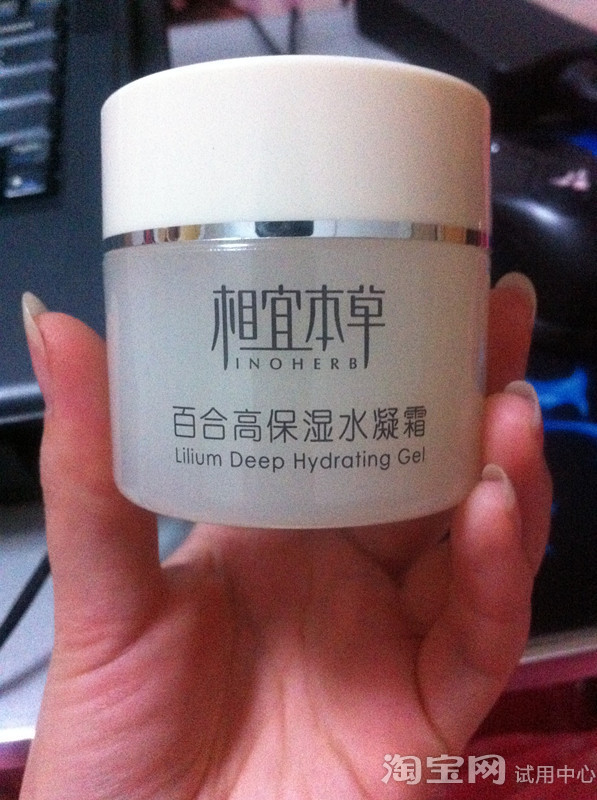 相宜本草
INOHERB
百合高保湿水凝霜
Lilium Deep Hydrating Gel
淘宝网 试用中心